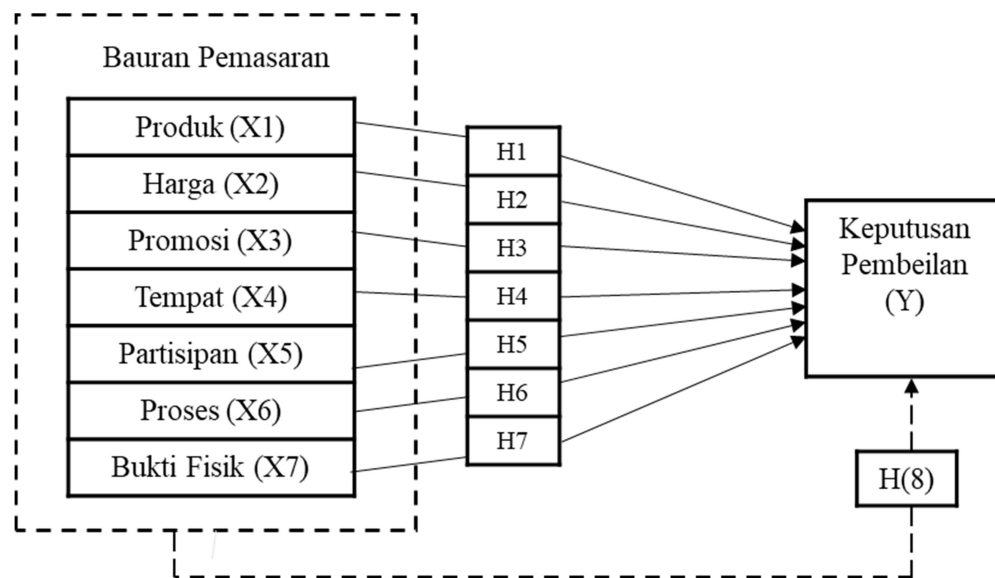 Bauran Pemasaran
Produk (X1)
Harga (X2)
Promosi (X3)
Tempat (X4)
Partisipan (X5)
Proses (X6)
Bukti Fisik (X7)
H1
H2
H3
H4
H5
H6
H7
Keputusan
Pembeilan
(Y)
H(8)